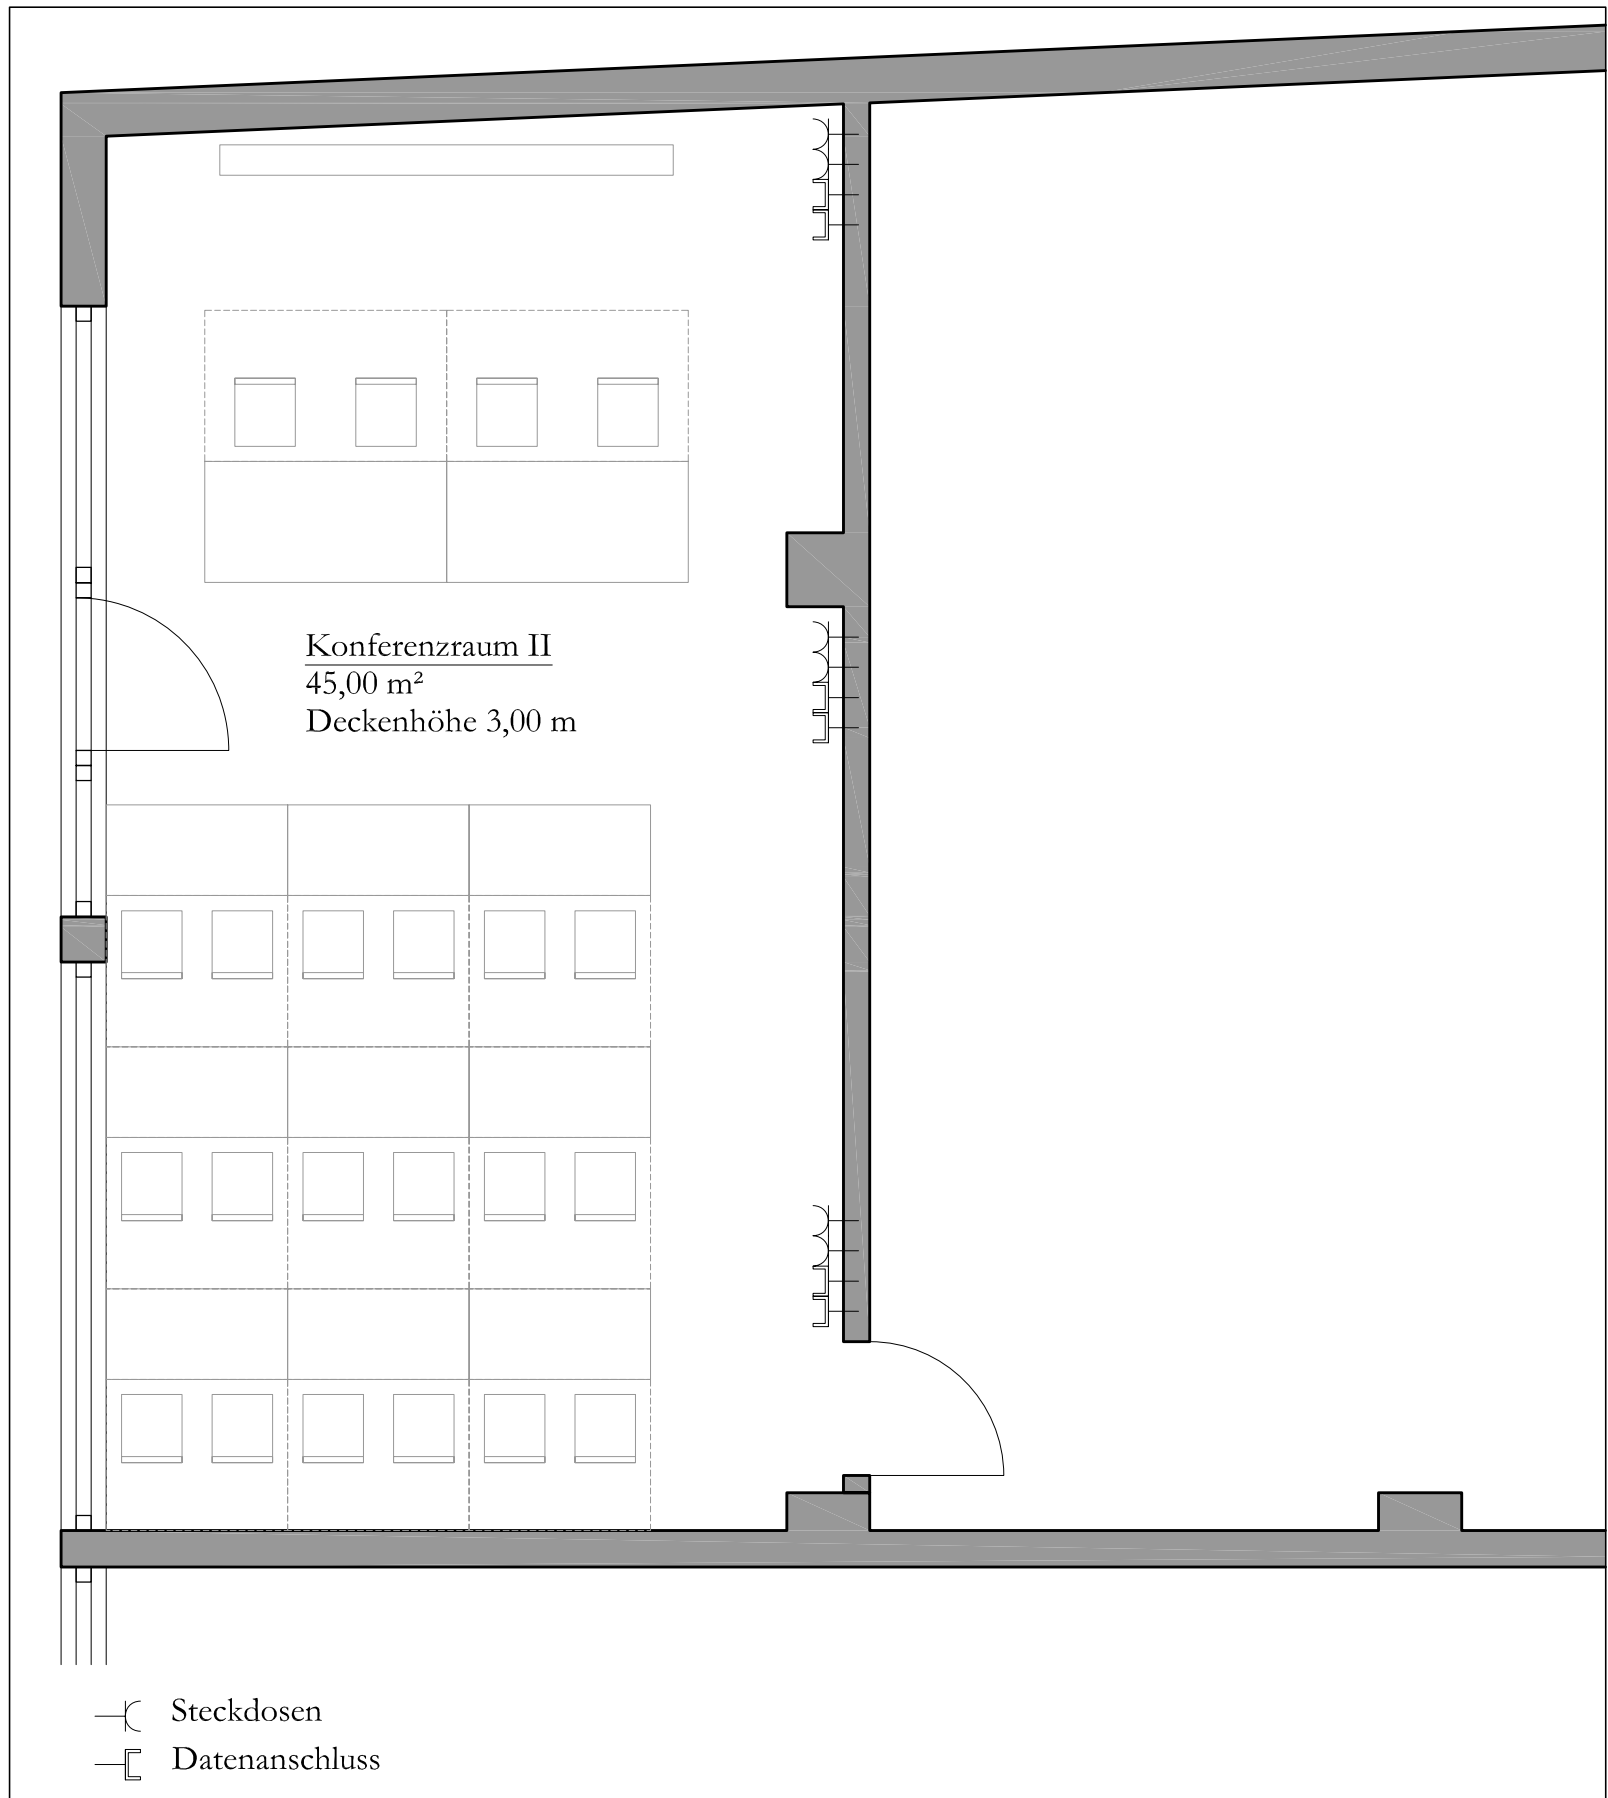 Konferenzraum II
45,00 m²
Deckenhöhe 3,00 m
Steckdosen
Datenanschluss